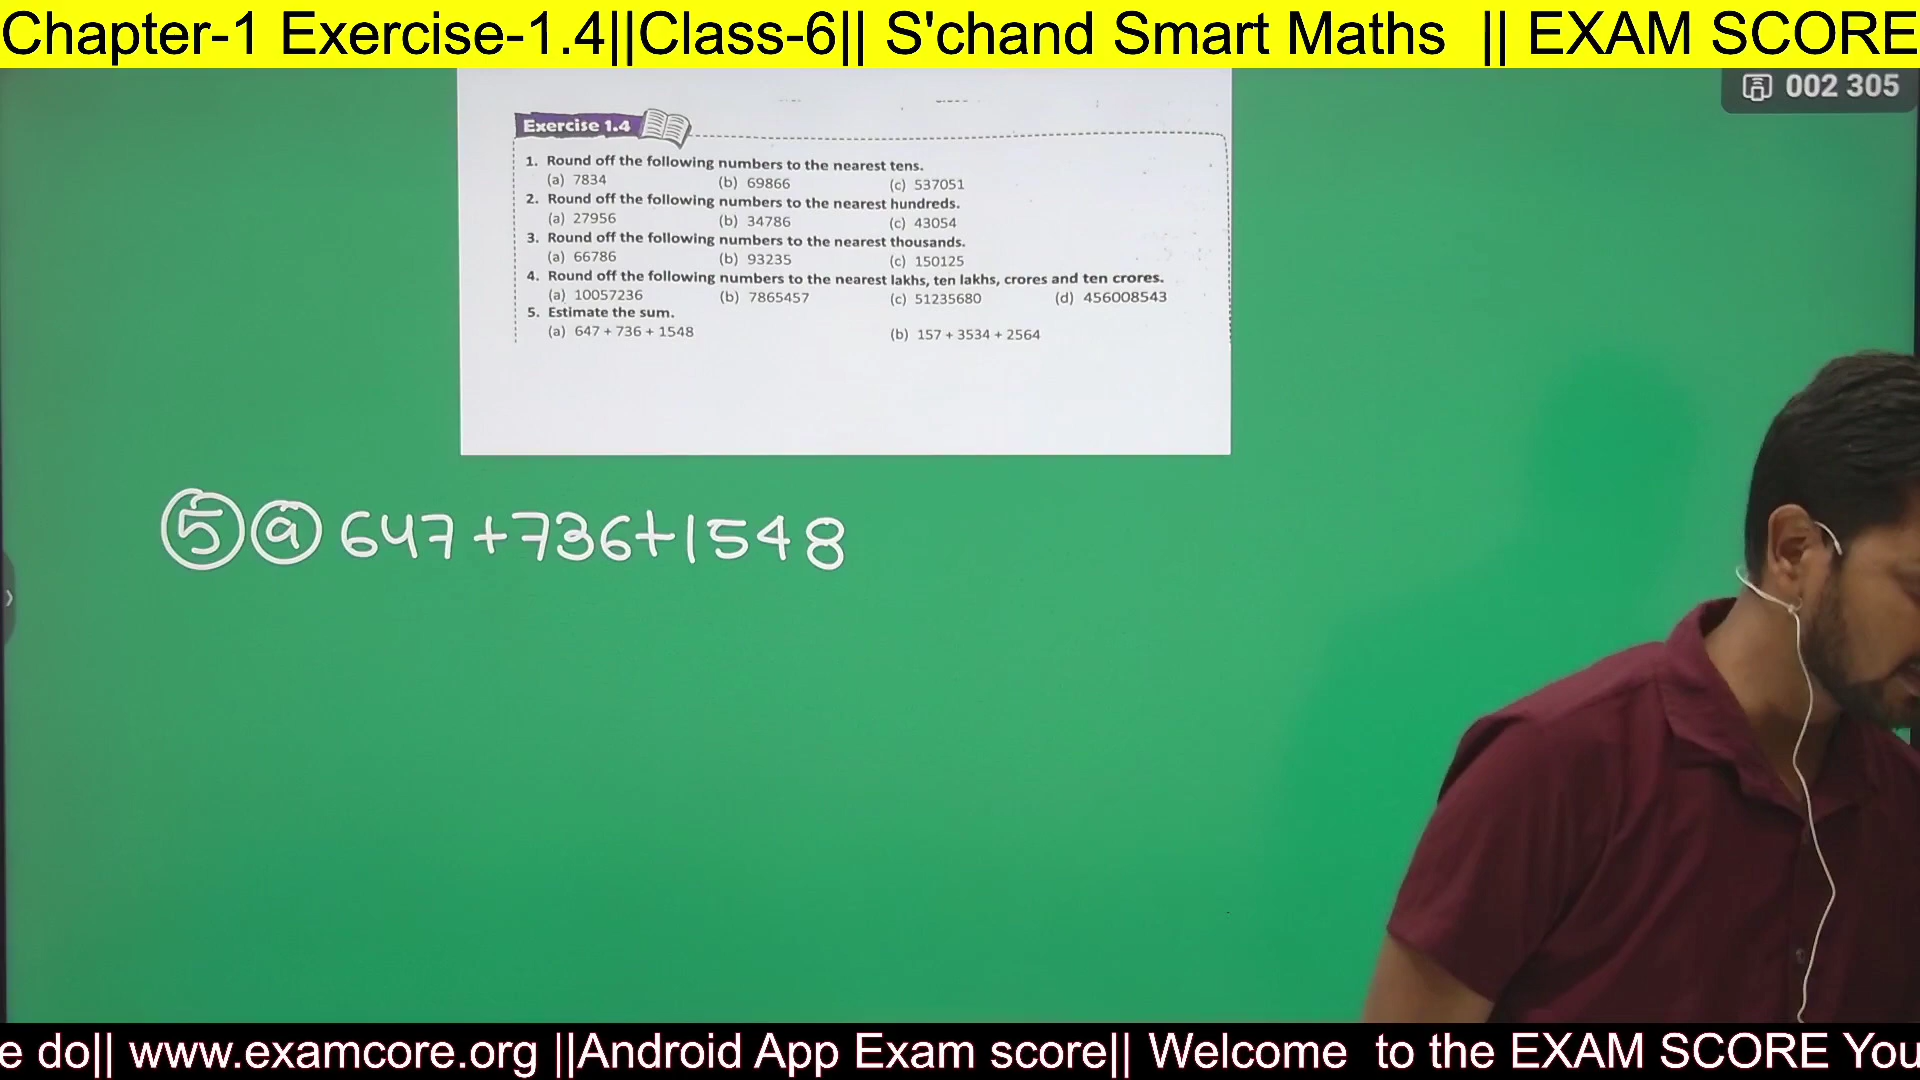 Chapter-1 Exercise-1.4||Class-6|| S'chand Smart Maths || EXAM SCORE
002 305
Exercise 1.4
1. Round off the following numbers to the nearest tens.
(a) 7834 (b) 69866 (c) 537051
2. Round off the following numbers to the nearest hundreds.
(a) 27956 (b) 34786 (c) 43054
3. Round off the following numbers to the nearest thousands.
(a) 66786 (b) 93235 (c) 150125
4. Round off the following numbers to the nearest lakhs, ten lakhs, crores and ten crores.
(a) 10057236 (b) 7865457 (c) 51235680 (d) 456008543
5. Estimate the sum.
(a) 647 + 736 + 1548 (b) 157 + 3534 + 2564
5 a 647+736+1548
e do|| www.examcore.org ||Android App Exam score|| Welcome to the EXAM SCORE You